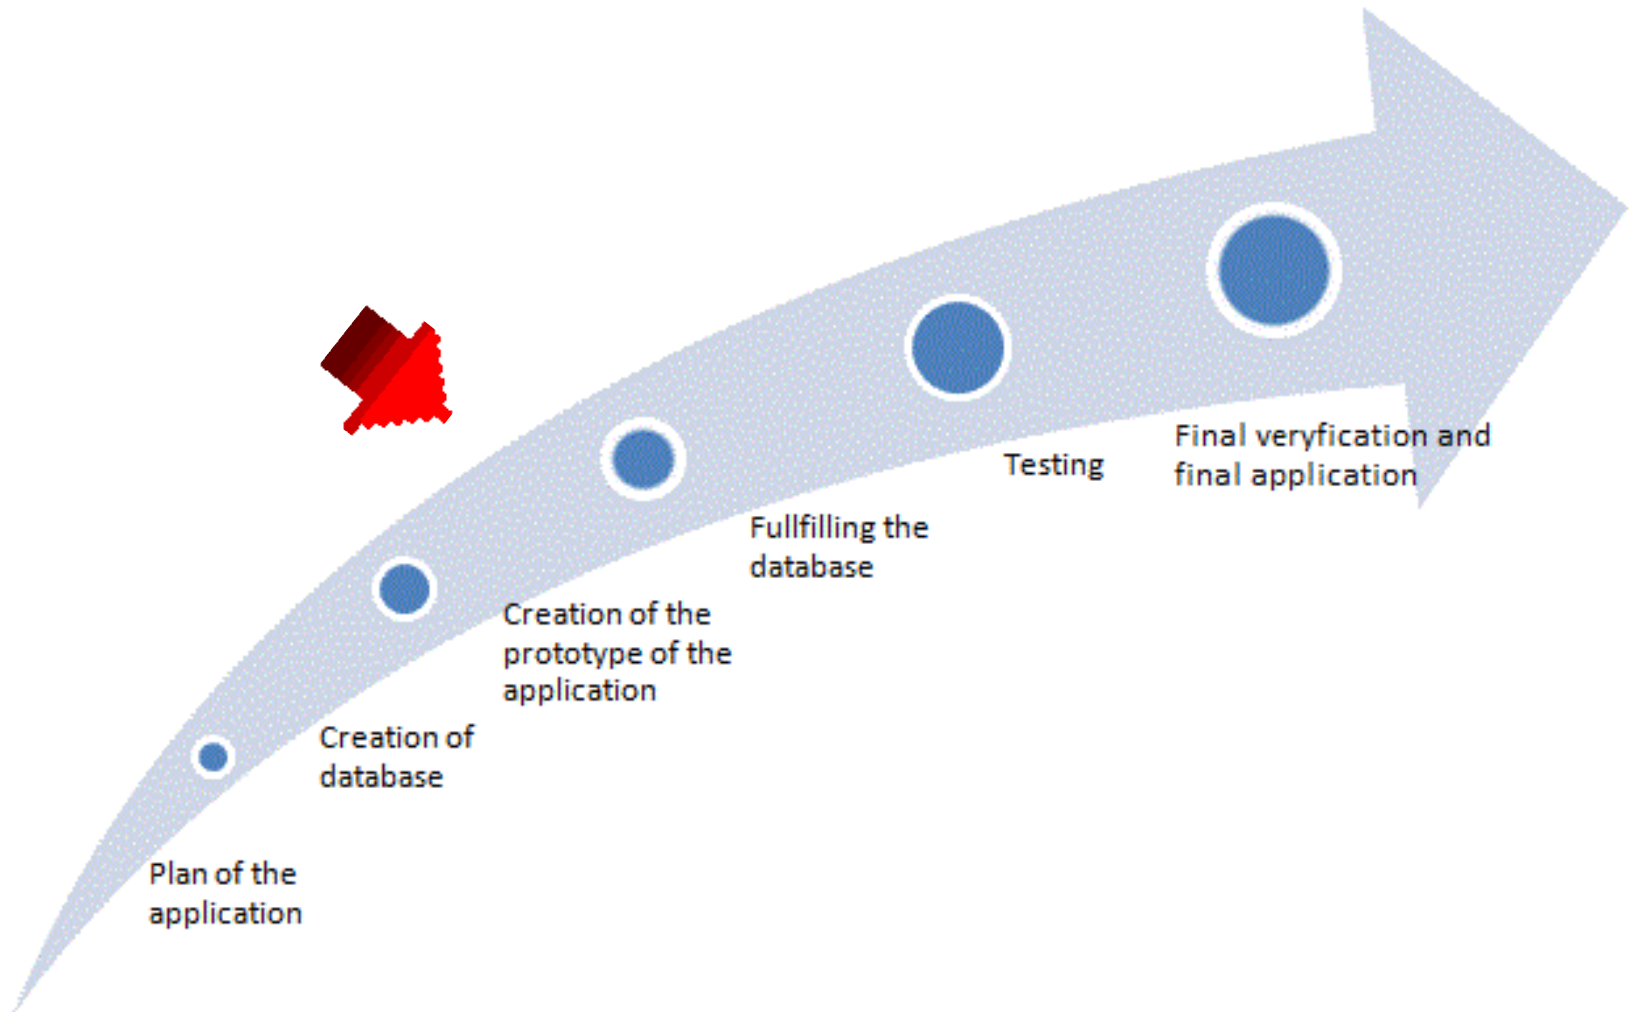 Plan of the
application
Creation of
database
Creation of the
prototype of the
application
Fullfilling the
database
Testing
Final veryfication and
final application